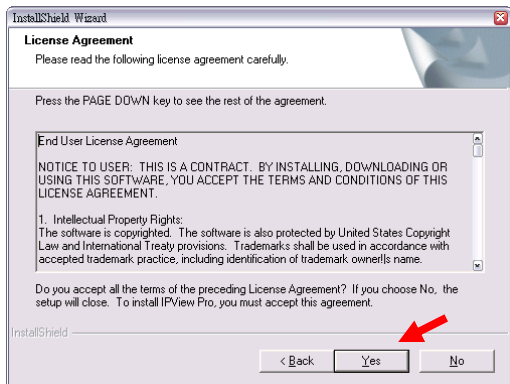 InstallShield Wizard
License Agreement
Please read the following license agreement carefully.
Press the PAGE DOWN key to see the rest of the agreement.
End User License Agreement
NOTICE TO USER: THIS IS A CONTRACT. BY INSTALLING, DOWNLOADING OR
USING THIS SOFTWARE, YOU ACCEPT THE TERMS AND CONDITIONS OF THIS
LICENSE AGREEMENT.
1. Intellectual Property Rights:
The software is copyrighted. The software is also protected by United States Copyright
Law and International Treaty provisions. Trademarks shall be used in accordance with
accepted trademark practice, including identification of trademark owner!|s name.
Do you accept all the terms of the preceding License Agreement? If you choose No, the
setup will close. To install IPView Pro, you must accept this agreement.
InstallShield
< Back
Yes
No